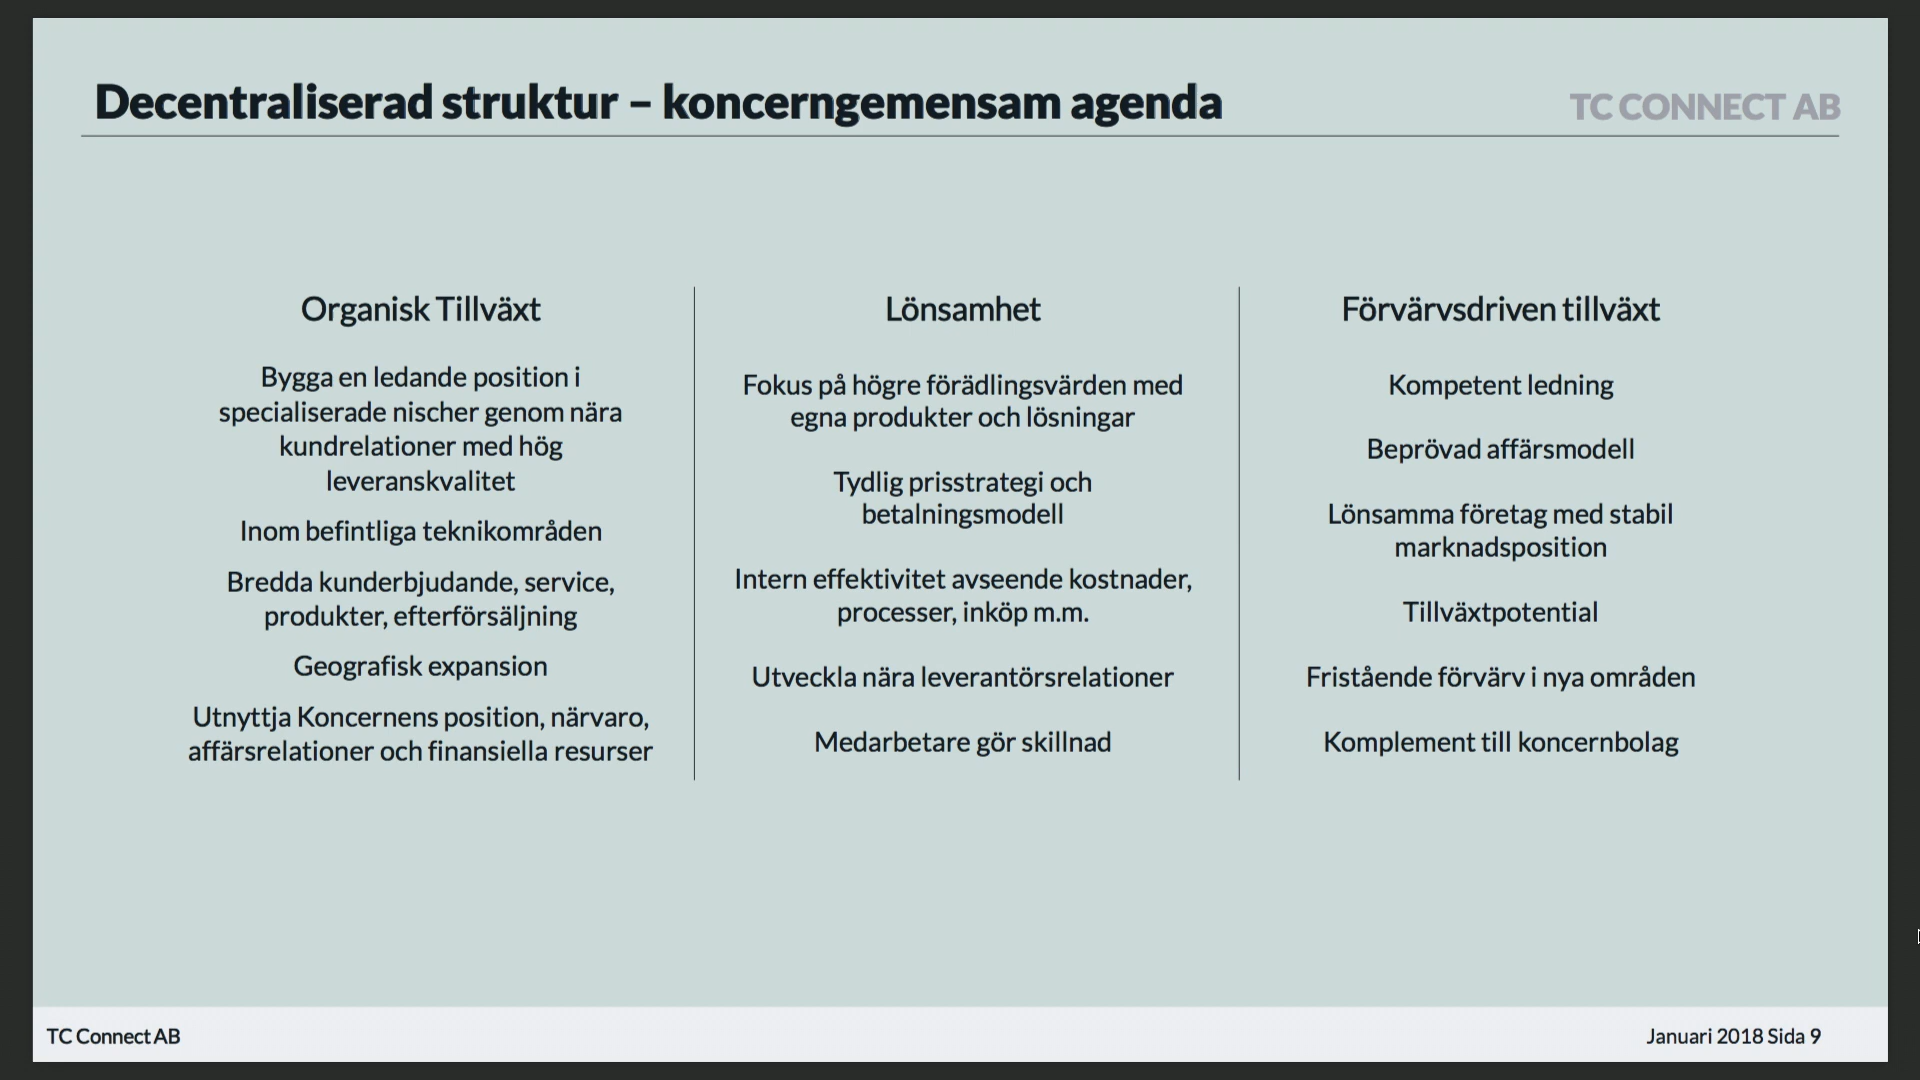 Decentraliserad struktur – koncerngemensam agenda
TC CONNECT AB
Organisk Tillväxt
Bygga en ledande position i
specialiserade nischer genom nära
kundrelationer med hög
leveranskvalitet
Inom befintliga teknikområden
Bredda kunderbjudande, service,
produkter, efterförsäljning
Geografisk expansion
Utnyttja Koncernens position, närvaro,
affärsrelationer och finansiella resurser
Lönsamhet
Fokus på högre förädlingsvärden med
egna produkter och lösningar
Tydlig prisstrategi och
betalningsmodell
Intern effektivitet avseende kostnader,
processer, inköp m.m.
Utveckla nära leverantörsrelationer
Medarbetare gör skillnad
Förvärvsdriven tillväxt
Kompetent ledning
Beprövad affärsmodell
Lönsamma företag med stabil
marknadsposition
Tillväxtpotential
Fristående förvärv i nya områden
Komplement till koncernbolag
TC Connect AB
Januari 2018 Sida 9